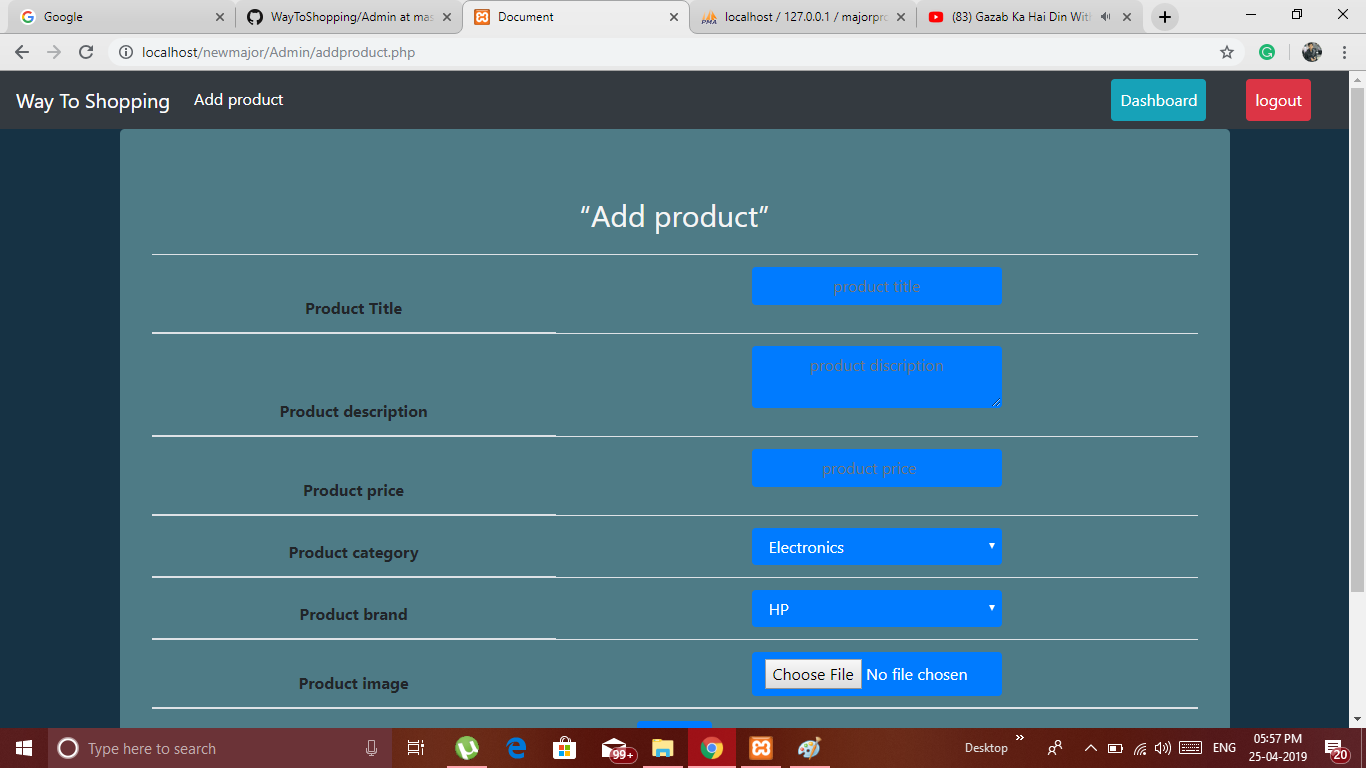 Google
WayToShopping/Admin at mas
Document
localhost / 127.0.0.1 / majorpro
(83) Gazab Ka Hai Din Wit
localhost/newmajor/Admin/addproduct.php
Way To Shopping
Add product
Dashboard
logout
“Add product”
Product Title
product title
Product description
product discription
Product price
product price
Product category
Electronics
Product brand
HP
Product image
Choose File No file chosen
Type here to search
99+
Desktop
ENG
05:57 PM
25-04-2019
20